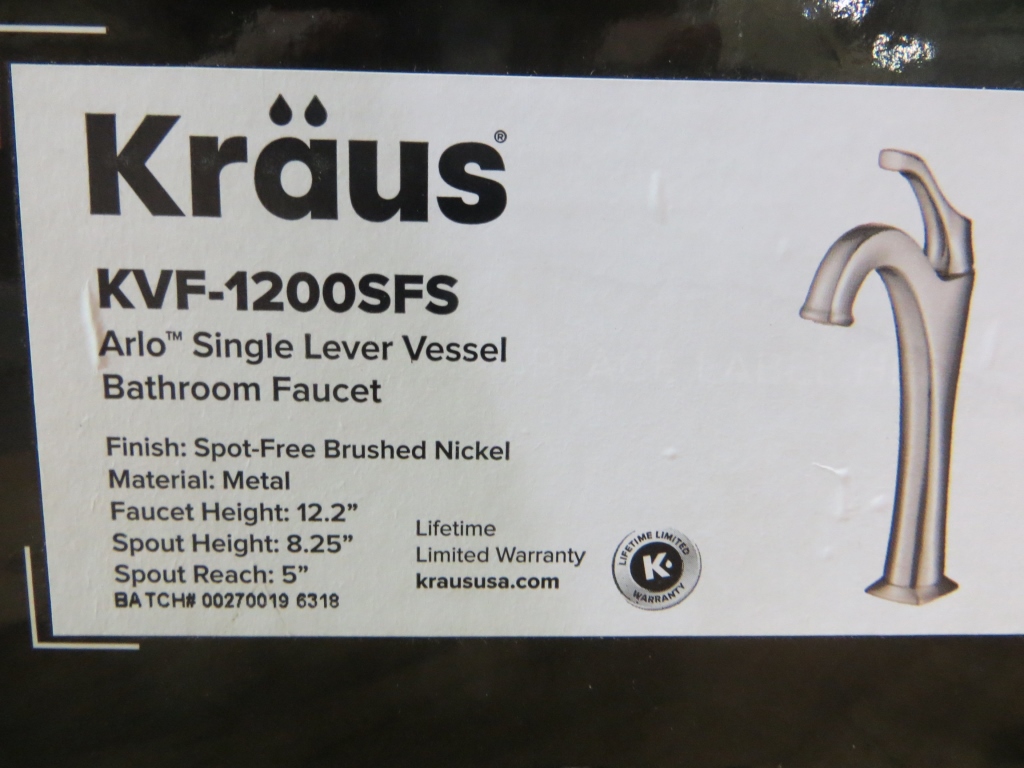 Kräus®
KVF-1200SFS
Arlo™ Single Lever Vessel
Bathroom Faucet
Finish: Spot-Free Brushed Nickel
Material: Metal
Faucet Height: 12.2”
Spout Height: 8.25”
Spout Reach: 5”
BATCH# 00270019 6318
Lifetime
Limited Warranty
kraususa.com
LIFETIME LIMITED
K
WARRANTY